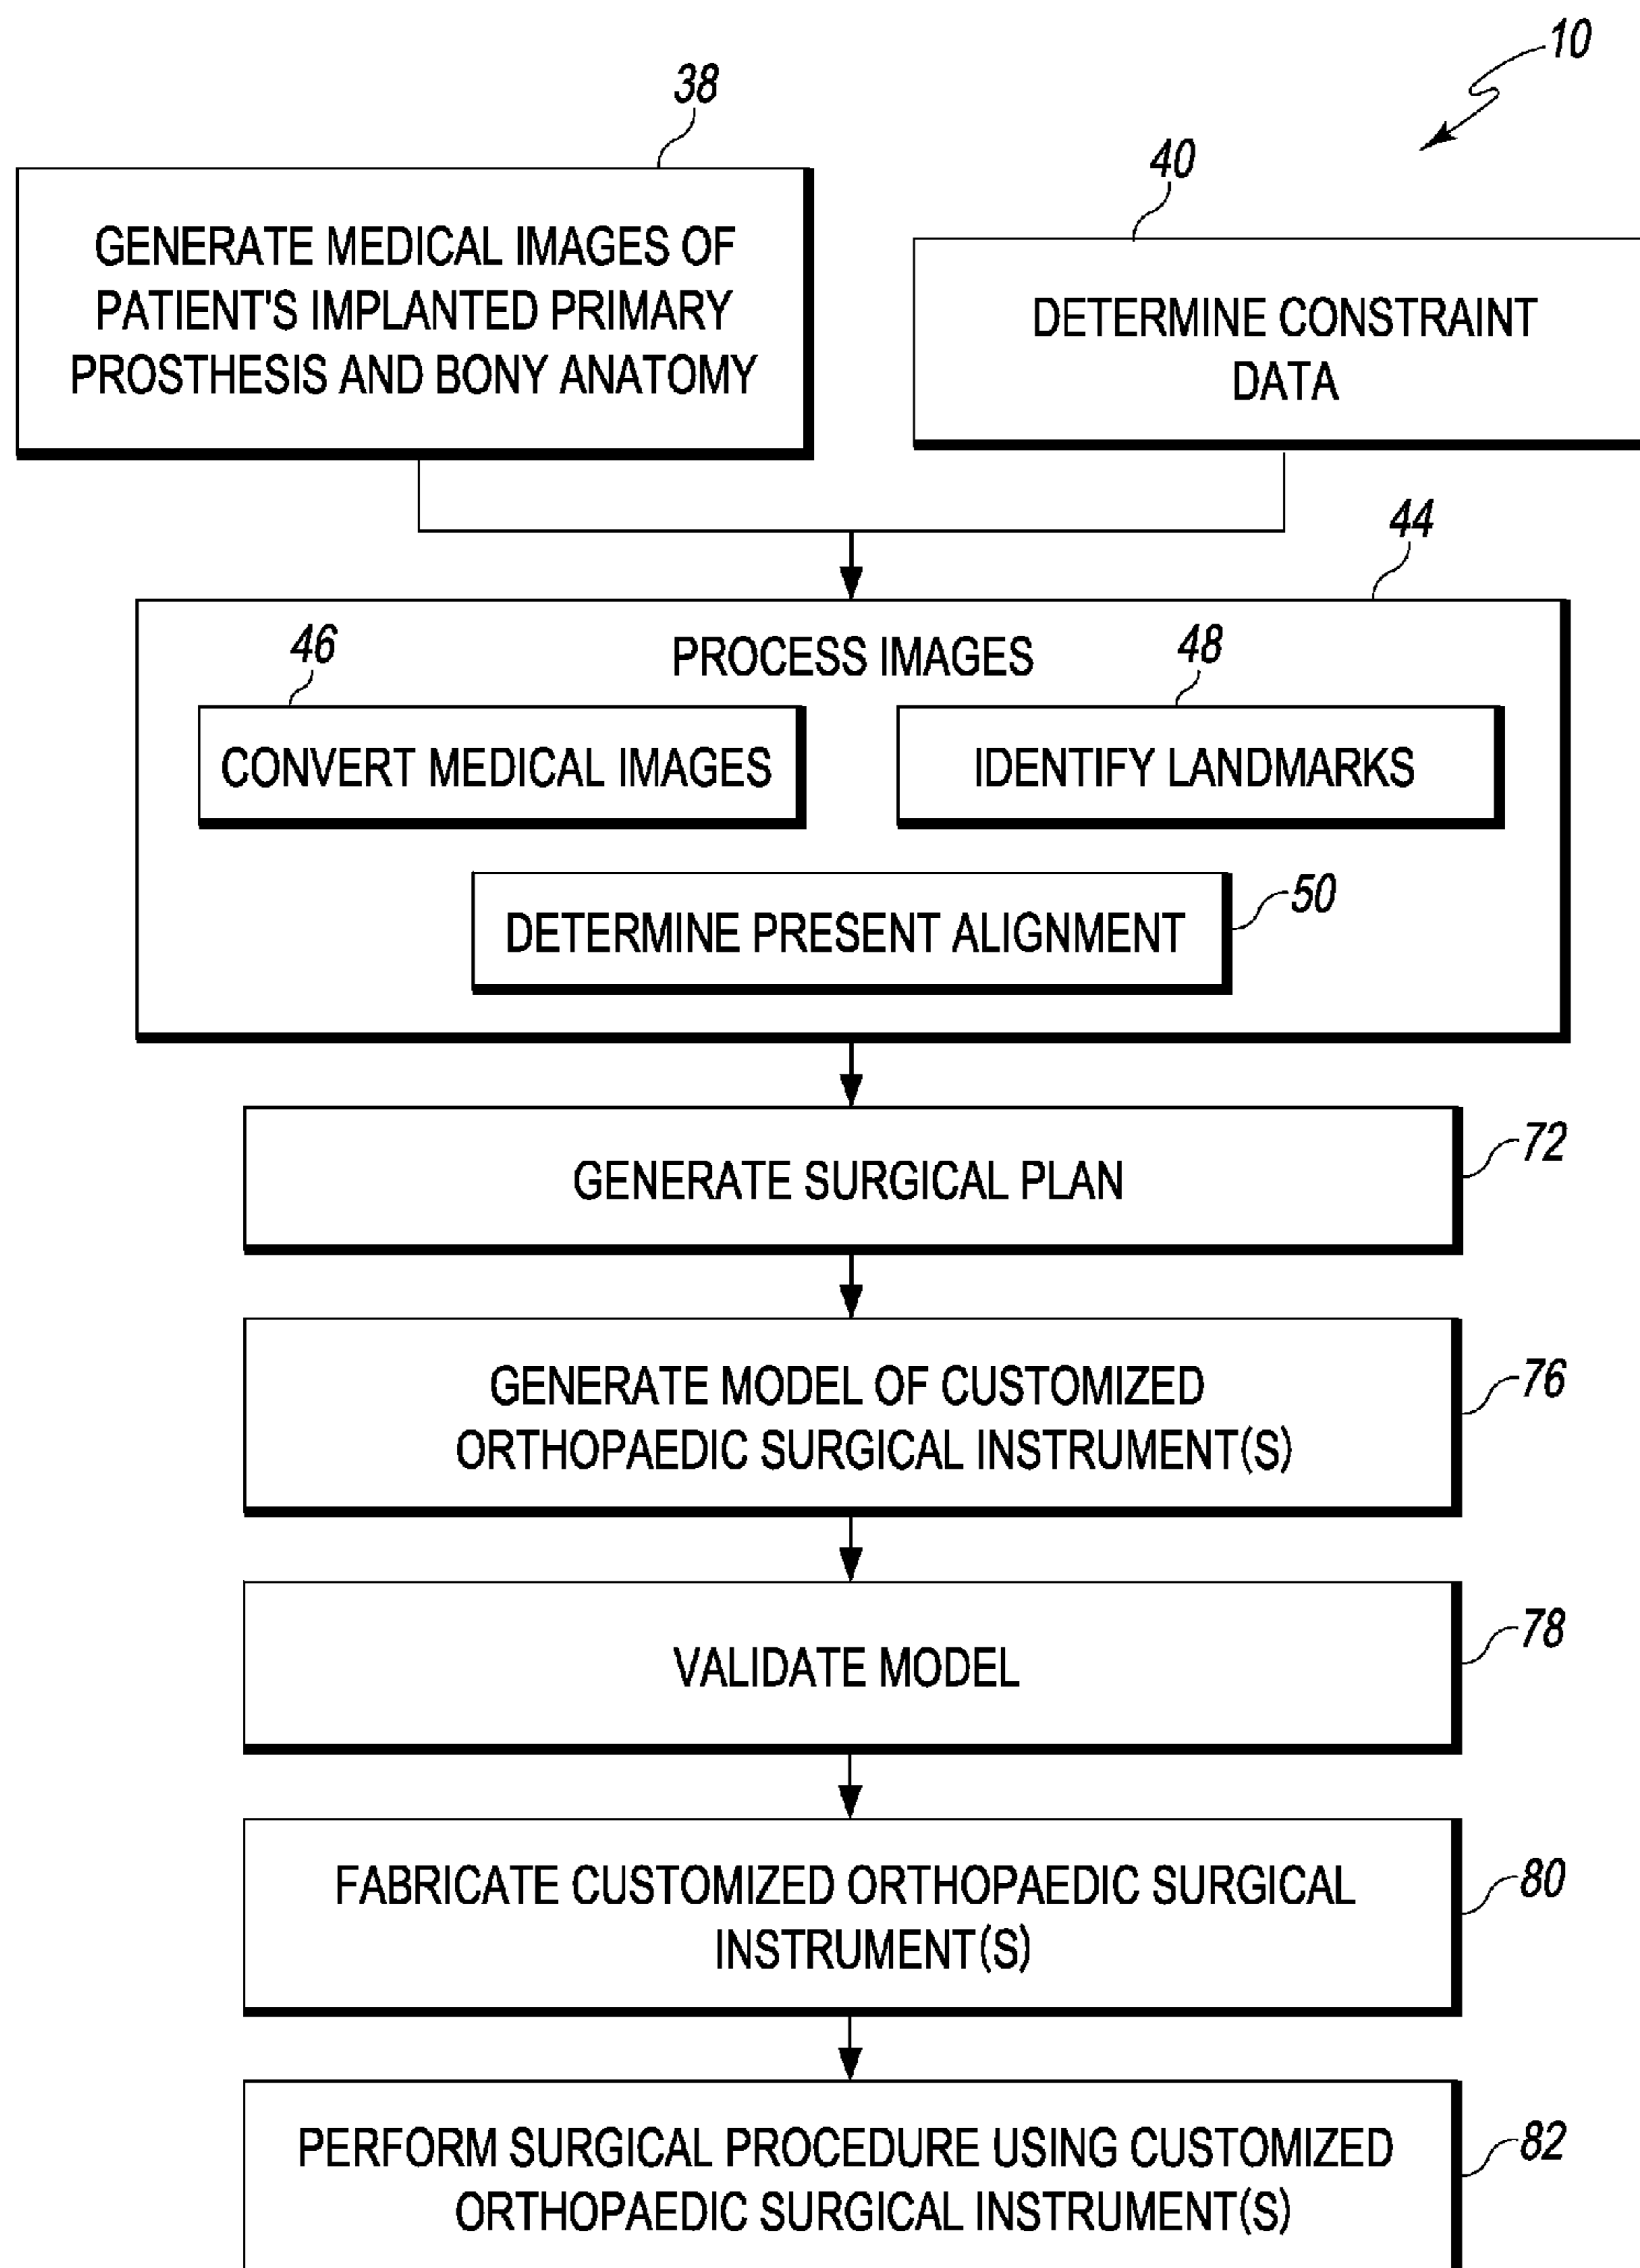 10
38
GENERATE MEDICAL IMAGES OF
PATIENT'S IMPLANTED PRIMARY
PROSTHESIS AND BONY ANATOMY
40
DETERMINE CONSTRAINT
DATA
44
PROCESS IMAGES
46
CONVERT MEDICAL IMAGES
48
IDENTIFY LANDMARKS
DETERMINE PRESENT ALIGNMENT
50
GENERATE SURGICAL PLAN
72
GENERATE MODEL OF CUSTOMIZED
ORTHOPAEDIC SURGICAL INSTRUMENT(S)
76
VALIDATE MODEL
78
FABRICATE CUSTOMIZED ORTHOPAEDIC SURGICAL
INSTRUMENT(S)
80
PERFORM SURGICAL PROCEDURE USING CUSTOMIZED
ORTHOPAEDIC SURGICAL INSTRUMENT(S)
82